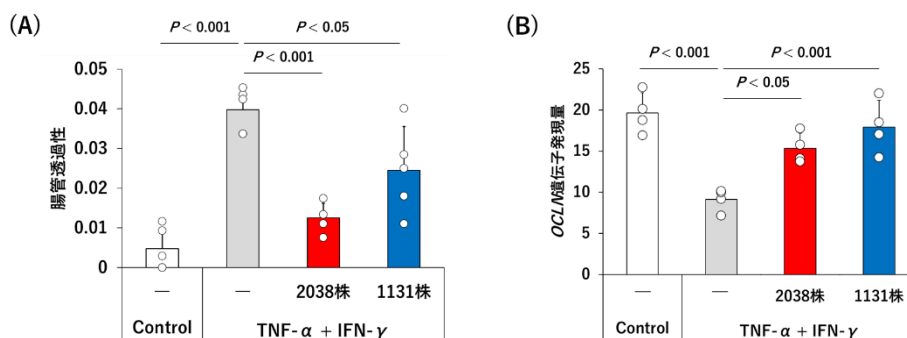 (A)
P < 0.001
P < 0.05
P < 0.001
腸管透過性
0.05
0.04
0.03
0.02
0.01
0
—
—
2038株
1131株
Control
TNF-α + IFN-γ
(B)
P < 0.001
P < 0.001
P < 0.05
OCLN遺伝子発現量
25
20
15
10
5
0
—
—
2038株
1131株
Control
TNF-α + IFN-γ